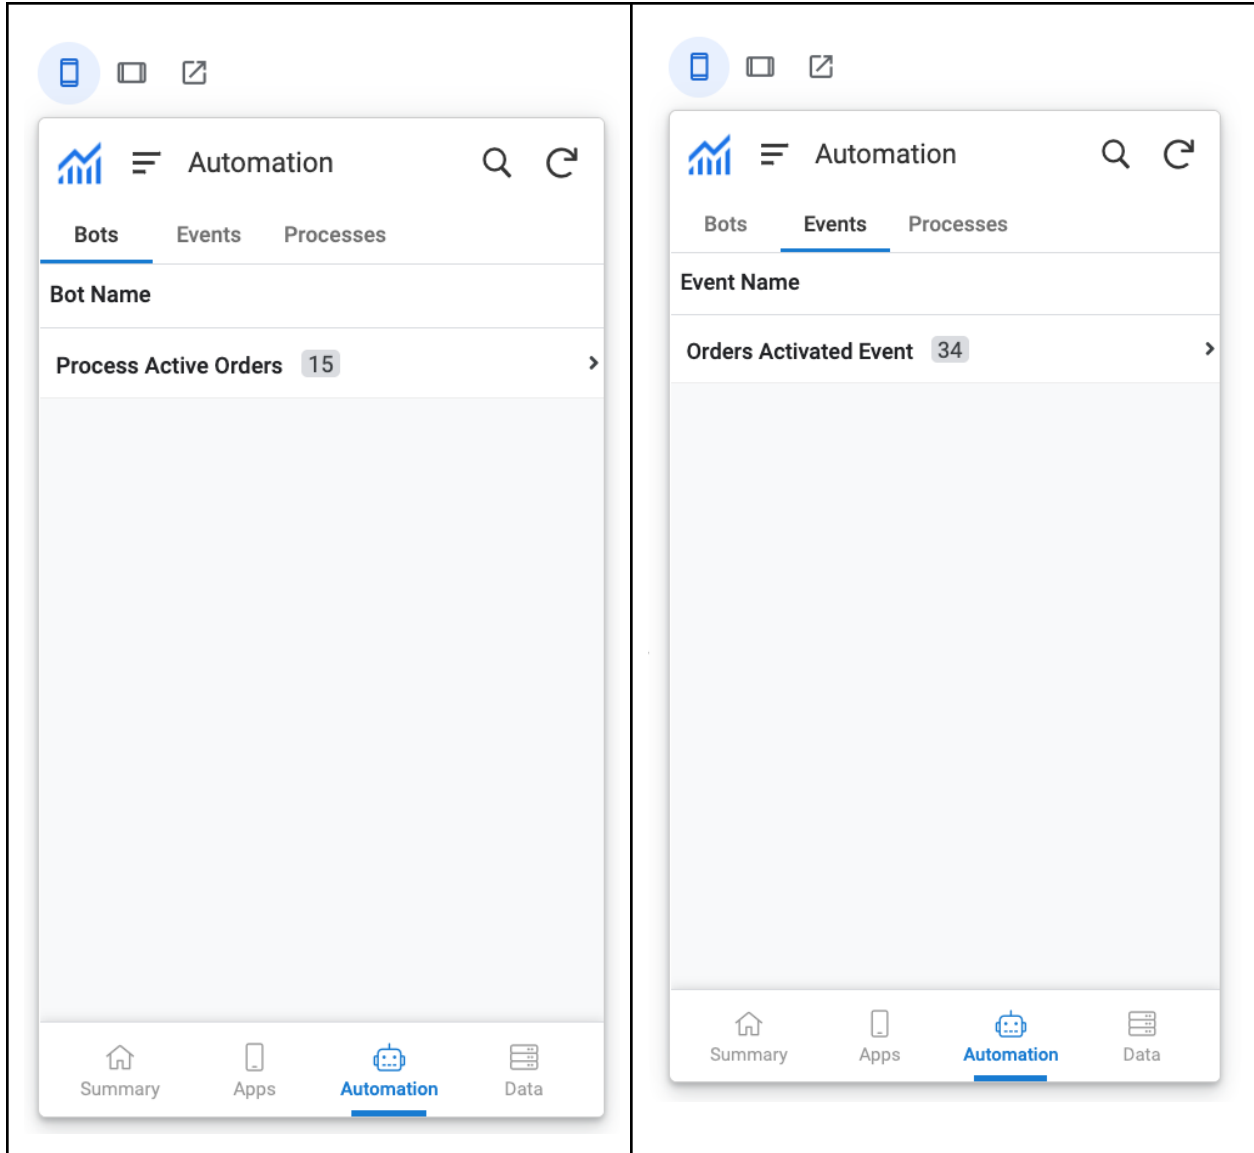 Automation
Bots Events Processes
Bot Name
Process Active Orders 15
Summary Apps Automation Data
Automation
Bots Events Processes
Event Name
Orders Activated Event 34
Summary Apps Automation Data